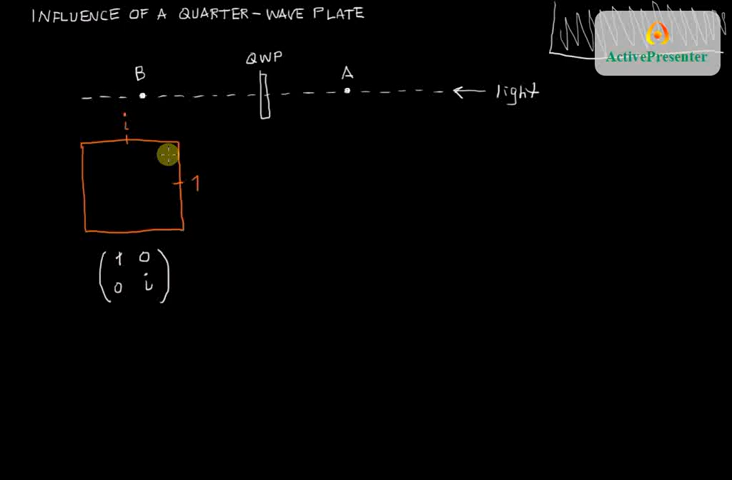 INFLUENCE OF A QUARTER-WAVE PLATE
ActivePresenter
QWP
B
A
← light
i
1
1 0
0 i